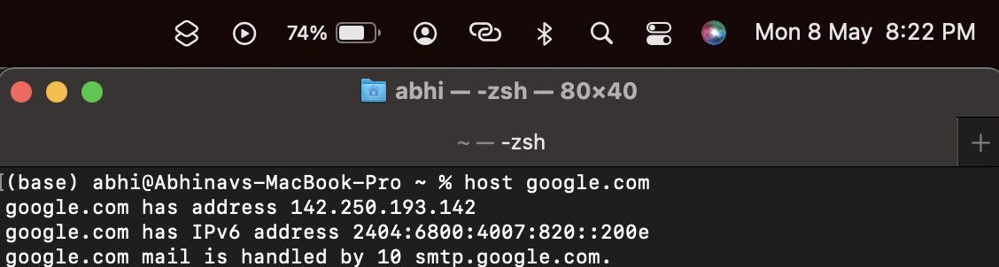 74% Mon 8 May 8:22 PM
abhi — -zsh — 80×40
~ — -zsh
(base) abhi@Abhinavs-MacBook-Pro ~ % host google.com
google.com has address 142.250.193.142
google.com has IPv6 address 2404:6800:4007:820::200e
google.com mail is handled by 10 smtp.google.com.